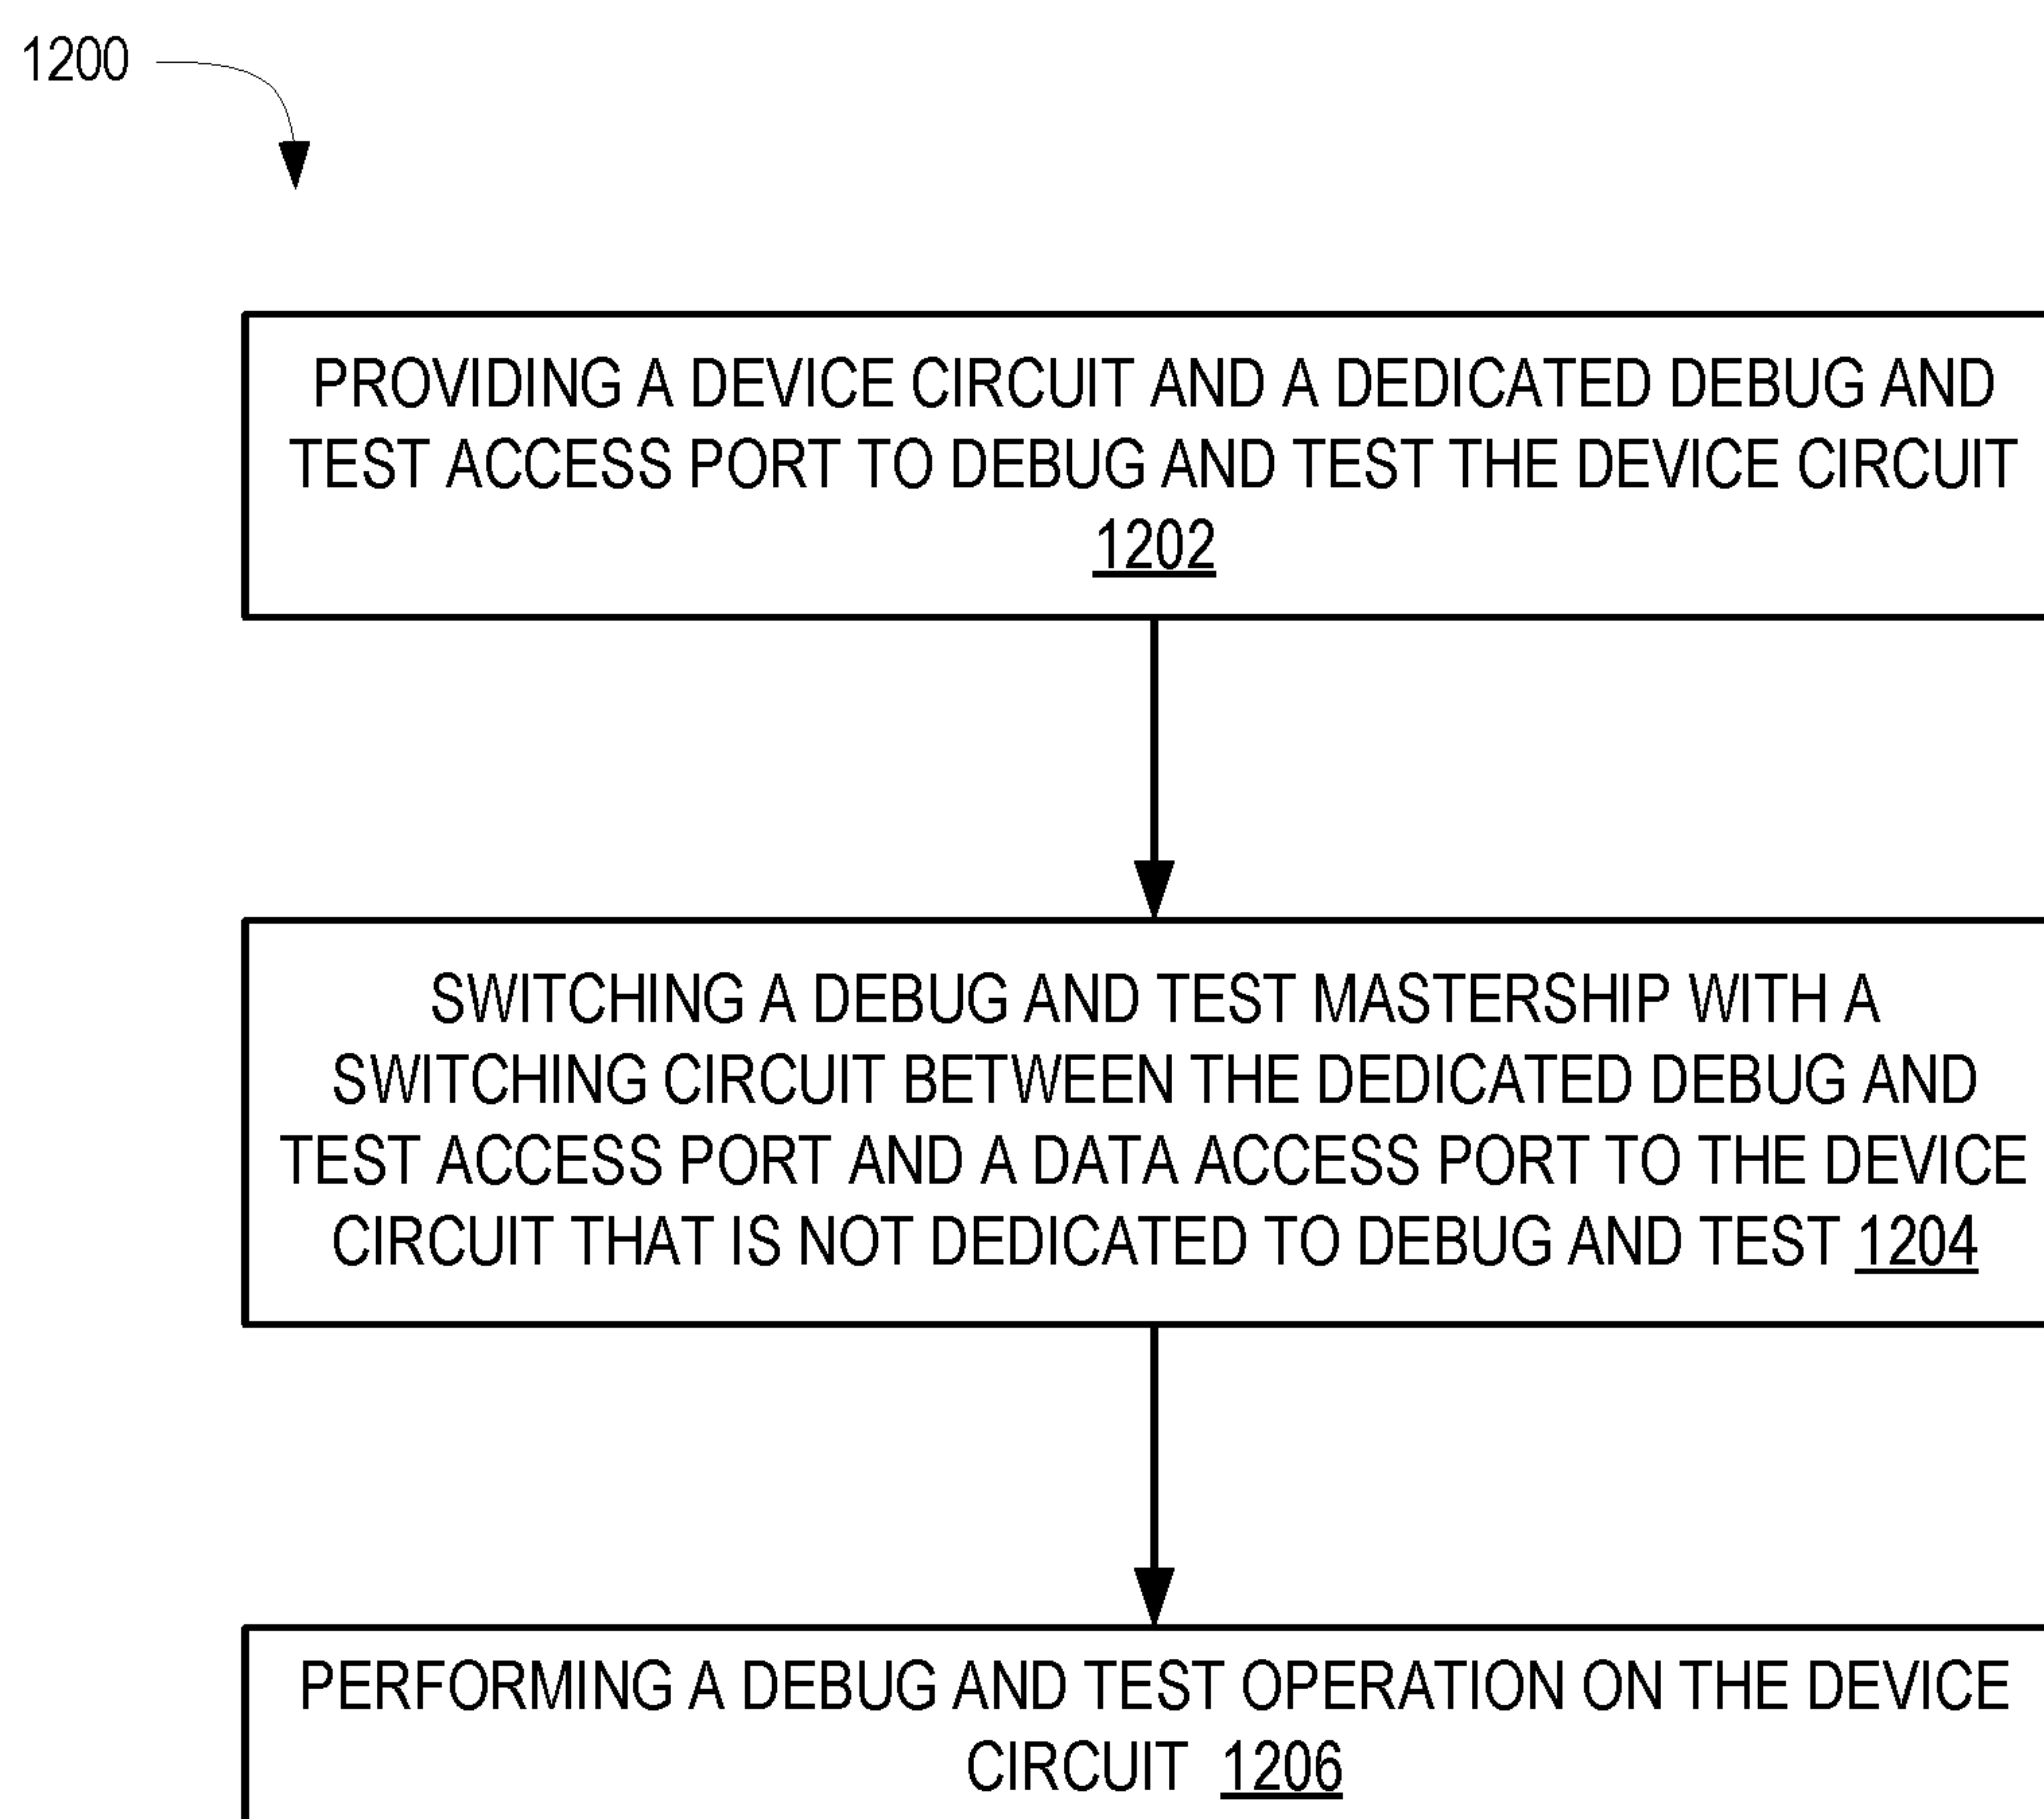 1200
PROVIDING A DEVICE CIRCUIT AND A DEDICATED DEBUG AND
TEST ACCESS PORT TO DEBUG AND TEST THE DEVICE CIRCUIT
1202
SWITCHING A DEBUG AND TEST MASTERSHIP WITH A
SWITCHING CIRCUIT BETWEEN THE DEDICATED DEBUG AND
TEST ACCESS PORT AND A DATA ACCESS PORT TO THE DEVICE
CIRCUIT THAT IS NOT DEDICATED TO DEBUG AND TEST 1204
PERFORMING A DEBUG AND TEST OPERATION ON THE DEVICE
CIRCUIT 1206